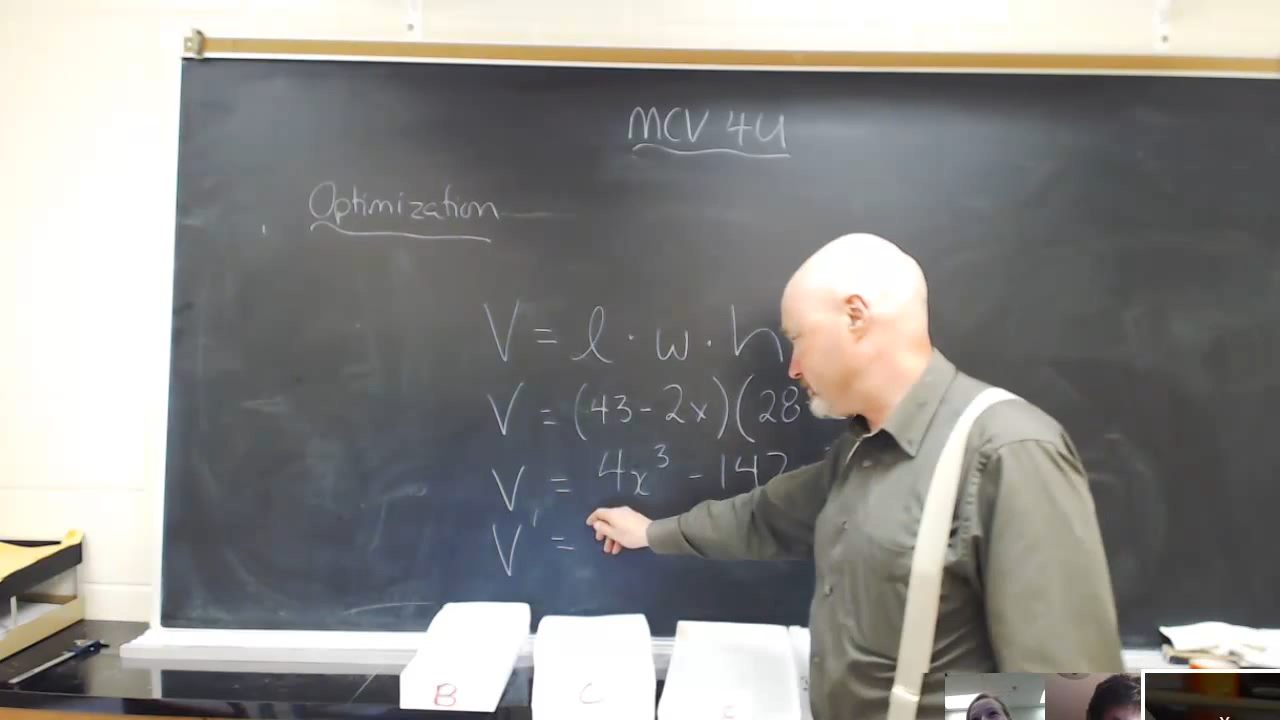 MCV 4U
Optimization
V = l · w · h
V = (43 - 2x)(28
V = 4x³ - 142
V' =
B
C